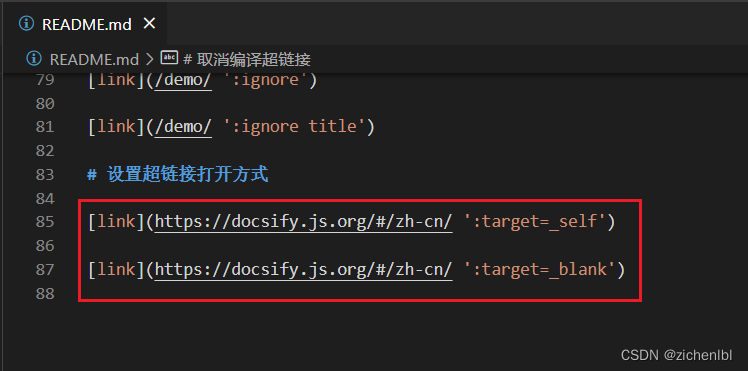 README.md ×
README.md > # 取消编译超链接
79 [link](/demo/ ':ignore')
80
81 [link](/demo/ ':ignore title')
82
83 # 设置超链接打开方式
84
85 [link](https://docsify.js.org/#/zh-cn/ ':target=_self')
86
87 [link](https://docsify.js.org/#/zh-cn/ ':target=_blank')
88
CSDN @zichenlbl